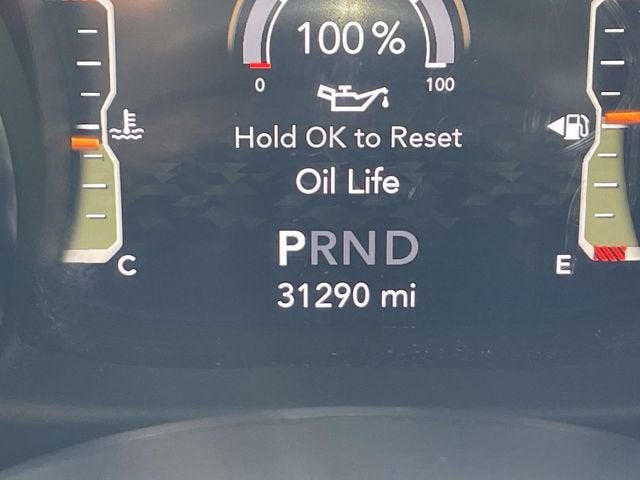 100%
0 100
Hold OK to Reset
Oil Life
PRND
C E
31290 mi